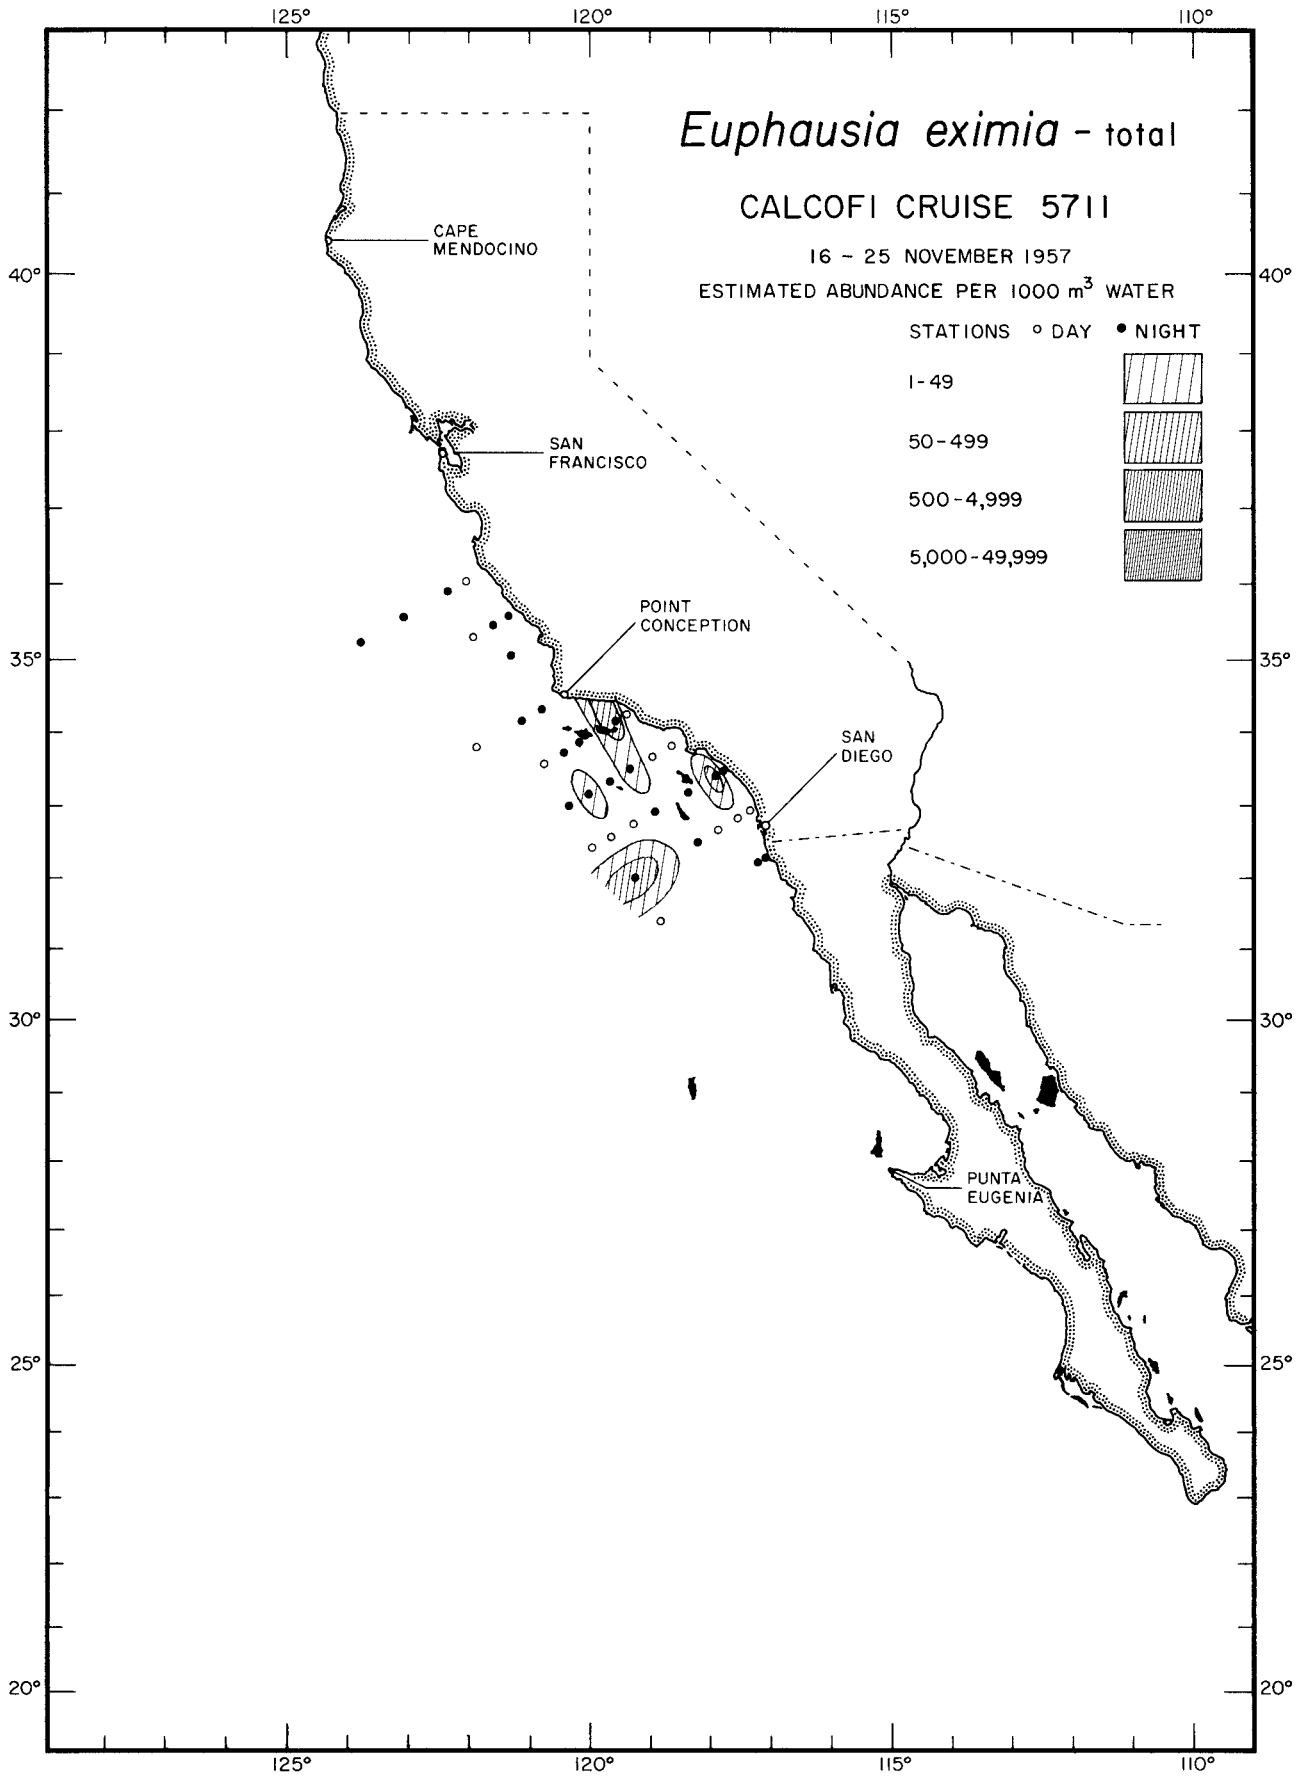 125° 120° 115° 110°
Euphausia eximia - total
CALCOFI CRUISE 5711
16 - 25 NOVEMBER 1957
ESTIMATED ABUNDANCE PER 1000 m³ WATER
STATIONS ○ DAY ● NIGHT
1-49
50-499
500-4,999
5,000-49,999
CAPE
MENDOCINO
40° 40°
SAN
FRANCISCO
POINT
CONCEPTION
35° 35°
SAN
DIEGO
30° 30°
PUNTA
EUGENIA
25° 25°
20° 20°
125° 120° 115° 110°